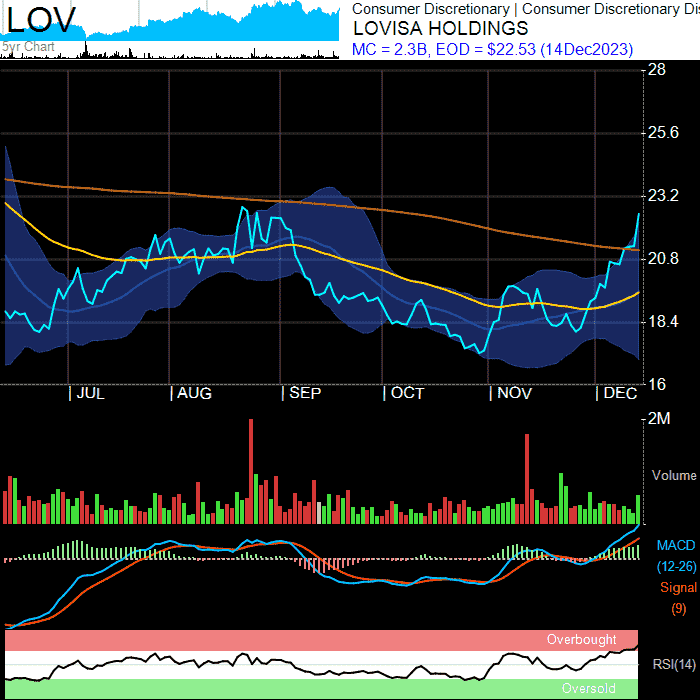 LOV
5yr Chart
Consumer Discretionary | Consumer Discretionary Dis
LOVISA HOLDINGS
MC = 2.3B, EOD = $22.53 (14Dec2023)
28
25.6
23.2
20.8
18.4
16
JUL
AUG
SEP
OCT
NOV
DEC
2M
Volume
MACD
(12-26)
Signal
(9)
Overbought
RSI(14)
Oversold